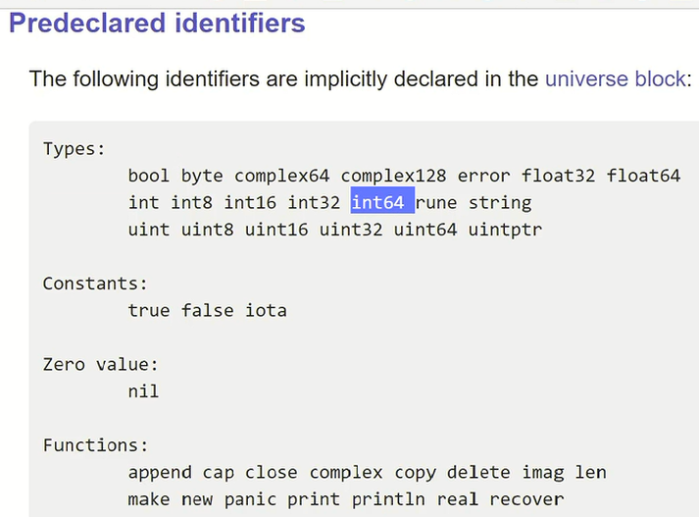 Predeclared identifiers
The following identifiers are implicitly declared in the universe block:
Types:
bool byte complex64 complex128 error float32 float64
int int8 int16 int32 int64 rune string
uint uint8 uint16 uint32 uint64 uintptr
Constants:
true false iota
Zero value:
nil
Functions:
append cap close complex copy delete imag len
make new panic print println real recover